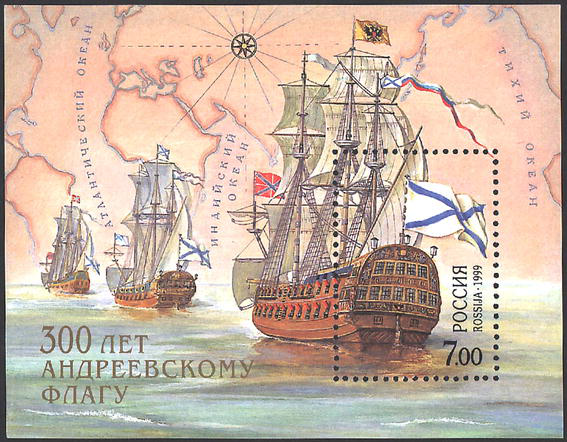 АТЛАНТИЧЕСКИЙ ОКЕАН
ИНДИЙСКИЙ
ОКЕАН
ТИХИЙ ОКЕАН
РОССИЯ
ROSSIJA · 1999
7.00
300 ЛЕТ
АНДРЕЕВСКОМУ
ФЛАГУ